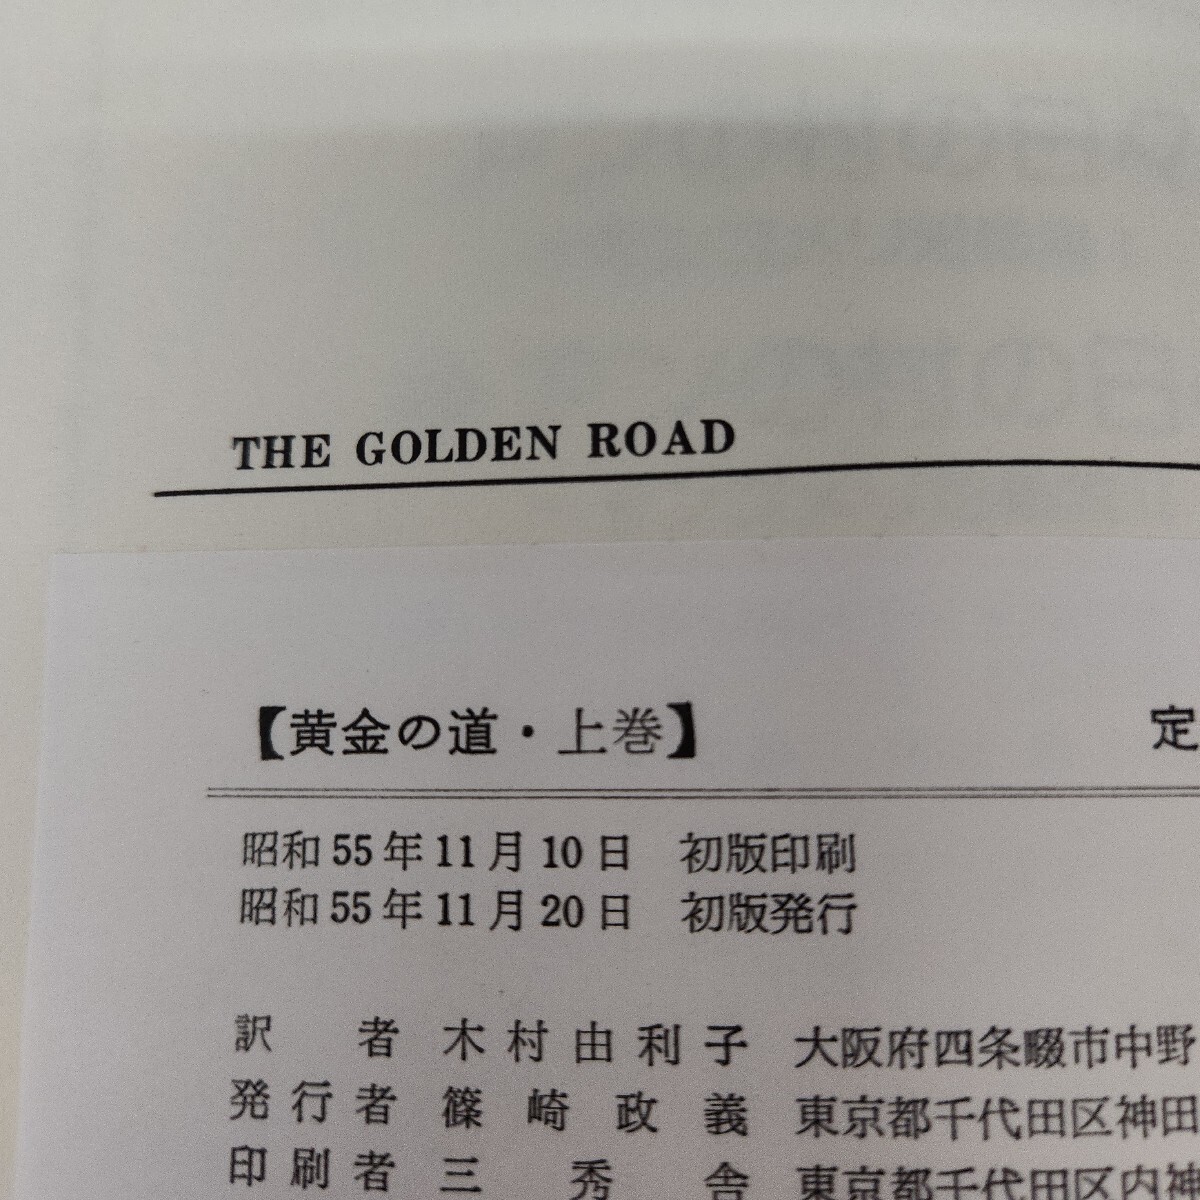 THE GOLDEN ROAD
【黄金の道・上巻】 定
昭和55年11月10日 初版印刷
昭和55年11月20日 初版発行
訳者 木村由利子 大阪府四条畷市中野
発行者 篠崎政義 東京都千代田区神田
印刷者 三秀舎 東京都千代田区内神